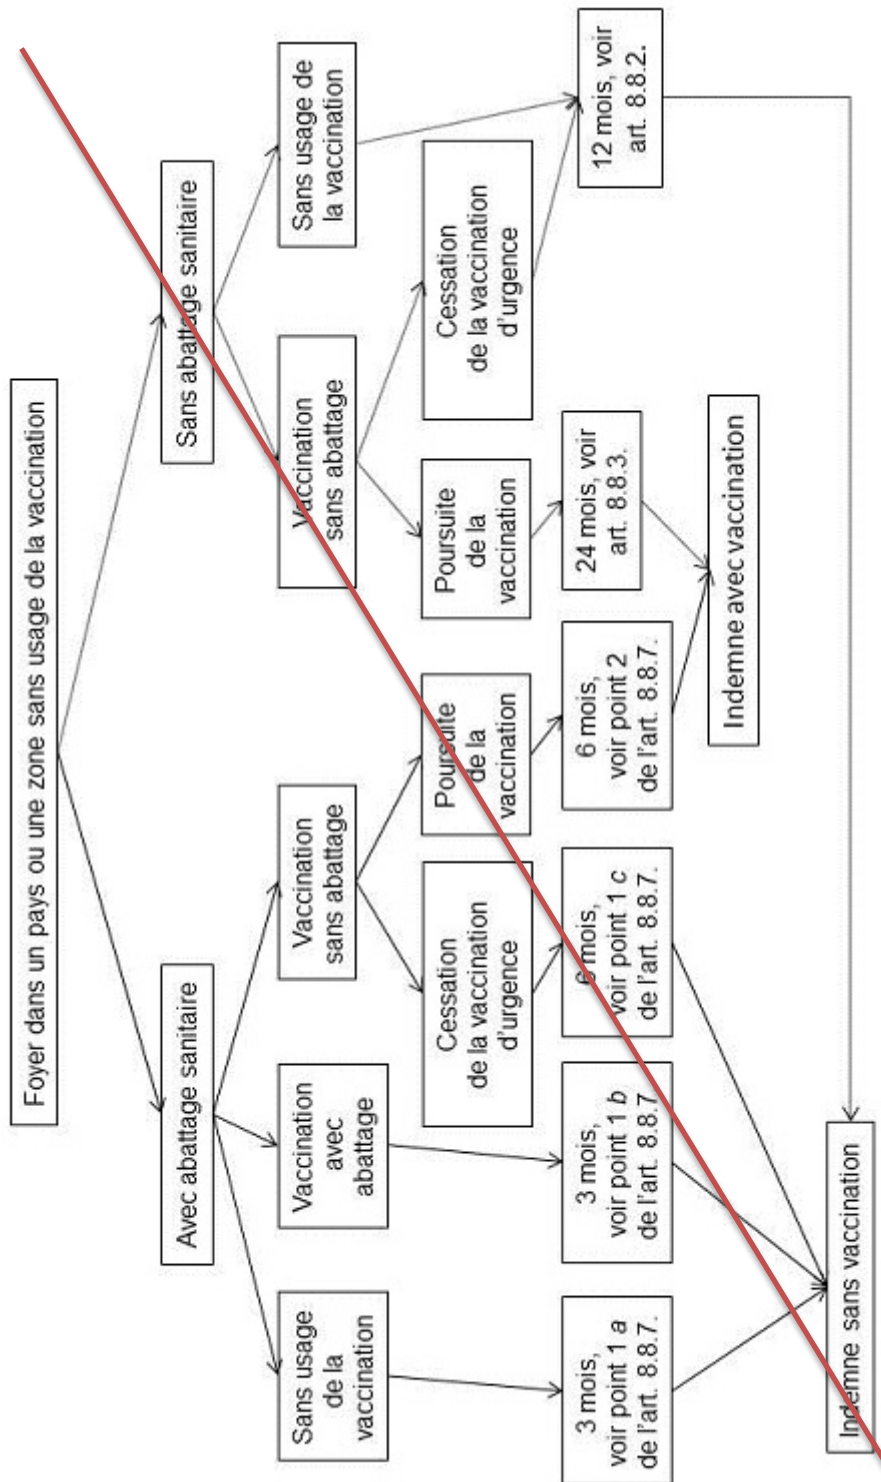 Foyer dans un pays ou une zone sans usage de la vaccination
Avec abattage sanitaire
Sans abattage sanitaire
Sans usage
de la
vaccination
Vaccination
avec
abattage
Vaccination
sans abattage
Vaccination
sans abattage
Sans usage de
la vaccination
Cessation
de la vaccination
d'urgence
Poursuite
de la
vaccination
Poursuite
de la
vaccination
Cessation
de la vaccination
d'urgence
3 mois,
voir point 1 a
de l'art. 8.8.7.
3 mois,
voir point 1 b
de l'art. 8.8.7
6 mois,
voir point 1 c
de l'art. 8.8.7.
6 mois,
voir point 2
de l'art. 8.8.7.
24 mois, voir
art. 8.8.3.
12 mois, voir
art. 8.8.2.
Indemne avec vaccination
Indemne sans vaccination